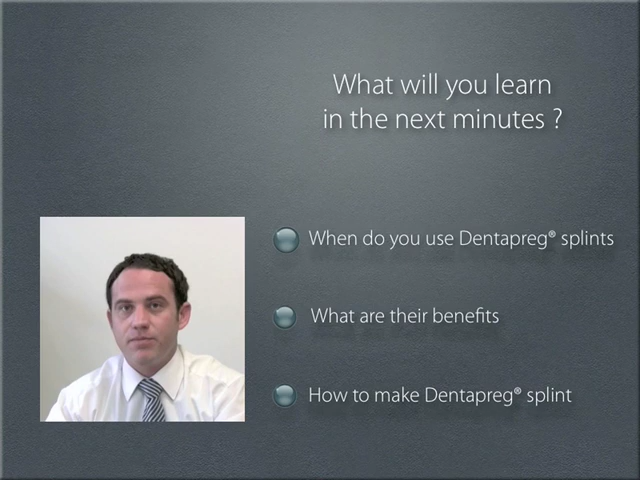 What will you learn
in the next minutes ?
When do you use Dentapreg® splints
What are their benefits
How to make Dentapreg® splint